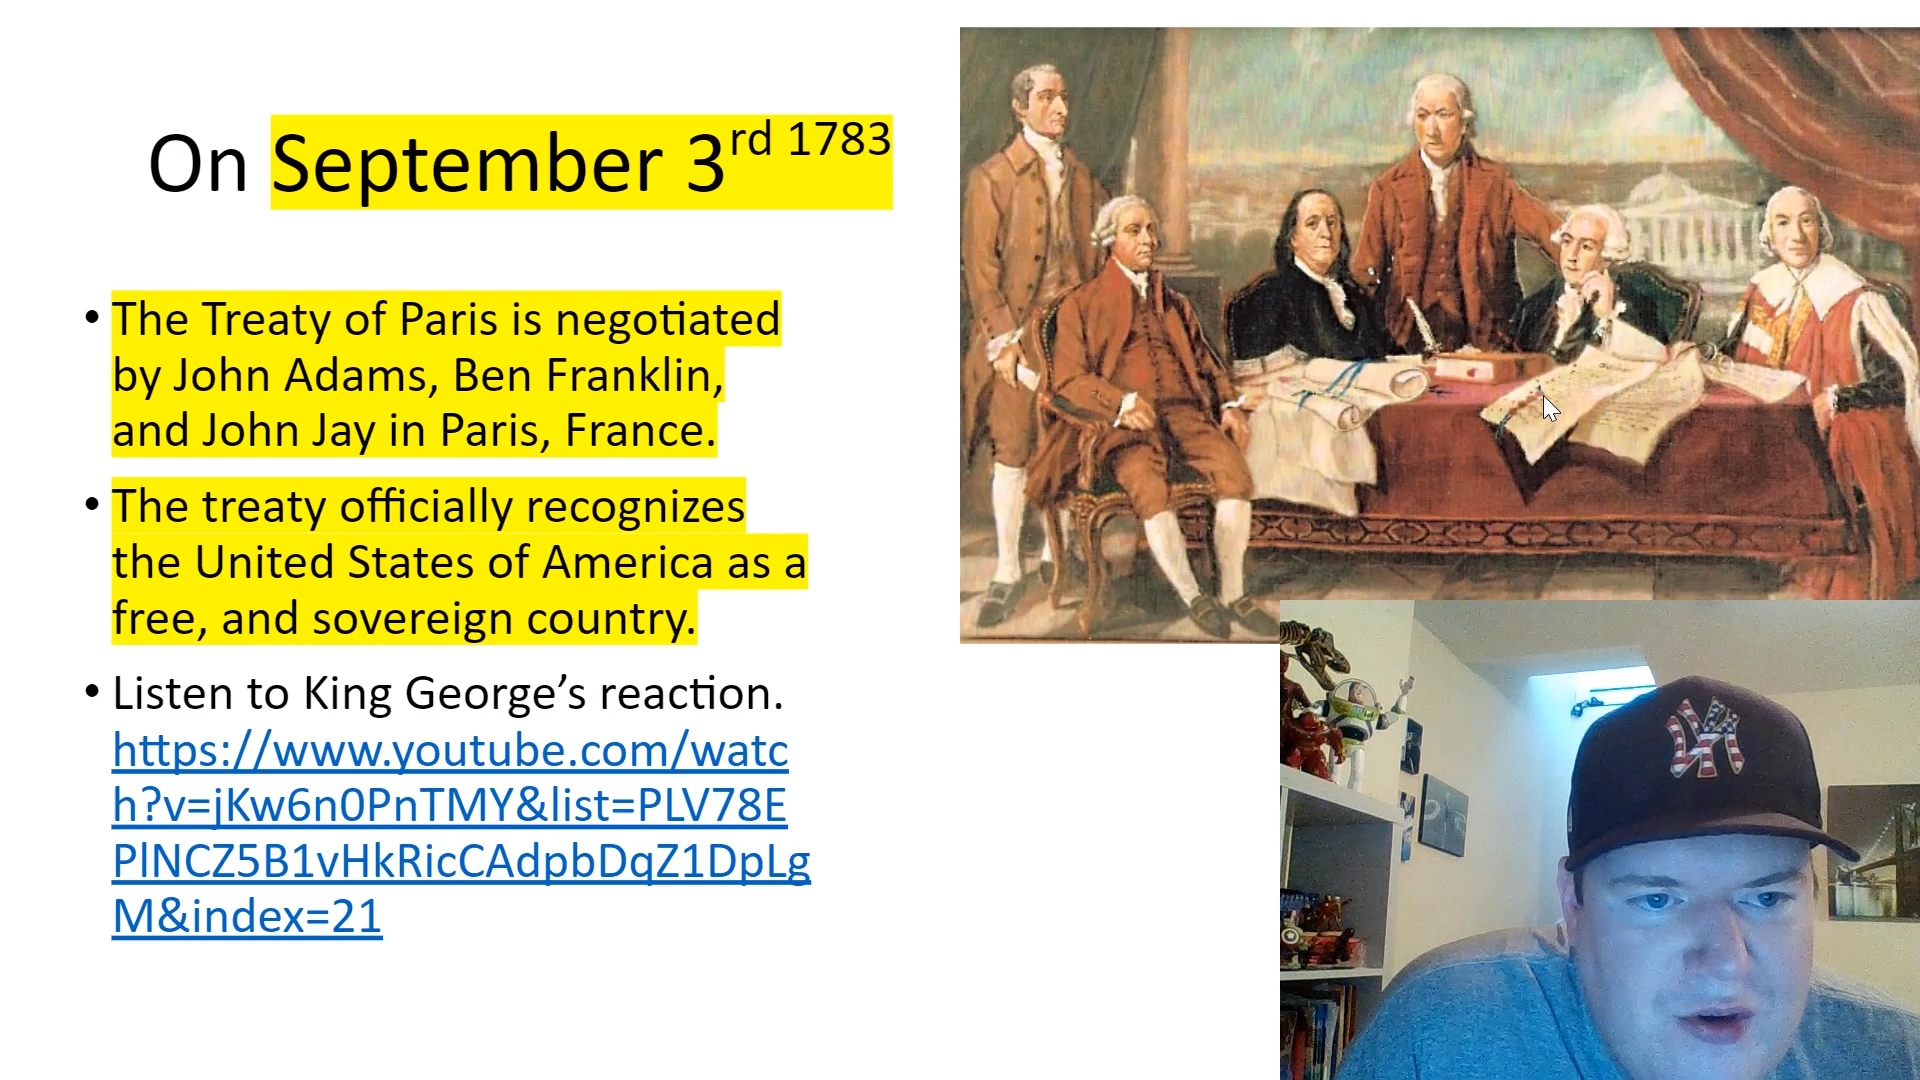 On September 3rd 1783
• The Treaty of Paris is negotiated
by John Adams, Ben Franklin,
and John Jay in Paris, France.
• The treaty officially recognizes
the United States of America as a
free, and sovereign country.
• Listen to King George’s reaction.
https://www.youtube.com/watc
h?v=jKw6n0PnTMY&list=PLV78E
PlNCZ5B1vHkRicCAdpbDqZ1DpLg
M&index=21
NY